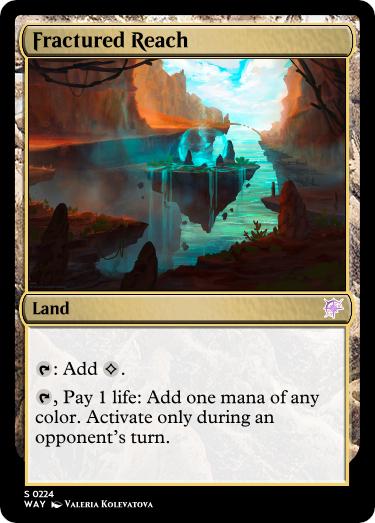 Fractured Reach
Land
: Add .
, Pay 1 life: Add one mana of any
color. Activate only during an
opponent's turn.
S 0224
WAY Valeria Kolevatova